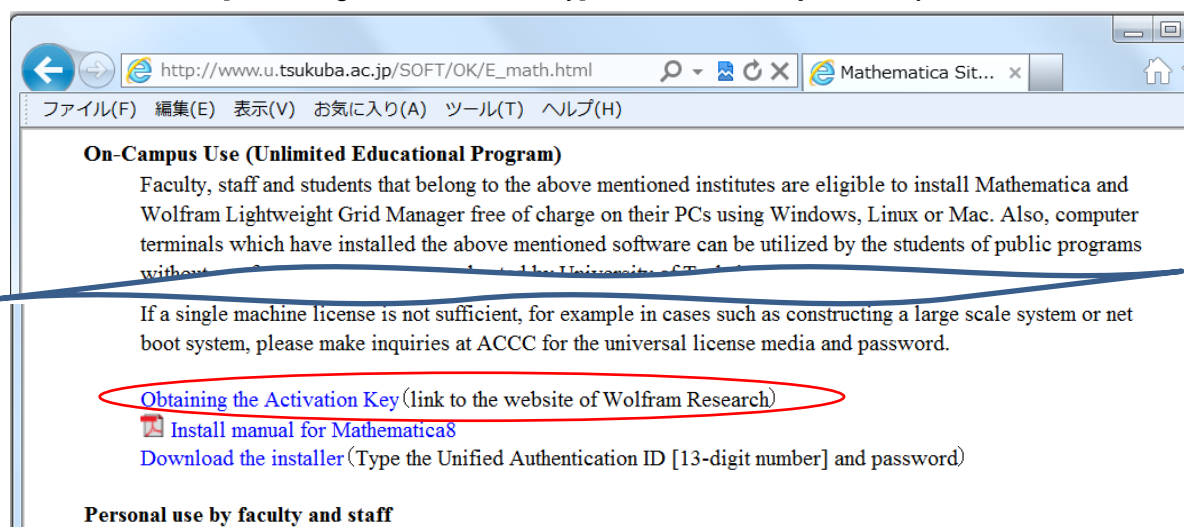 http://www.u.tsukuba.ac.jp/SOFT/OK/E_math.html
Mathematica Sit...
ファイル(F) 編集(E) 表示(V) お気に入り(A) ツール(T) ヘルプ(H)
On-Campus Use (Unlimited Educational Program)
Faculty, staff and students that belong to the above mentioned institutes are eligible to install Mathematica and
Wolfram Lightweight Grid Manager free of charge on their PCs using Windows, Linux or Mac. Also, computer
terminals which have installed the above mentioned software can be utilized by the students of public programs
without by University of
If a single machine license is not sufficient, for example in cases such as constructing a large scale system or net
boot system, please make inquiries at ACCC for the universal license media and password.
Obtaining the Activation Key (link to the website of Wolfram Research)
Install manual for Mathematica8
Download the installer (Type the Unified Authentication ID [13-digit number] and password)
Personal use by faculty and staff